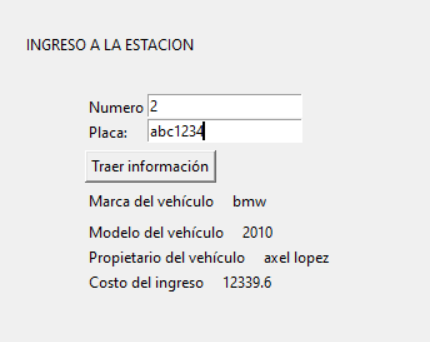 INGRESO A LA ESTACION
Numero 2
Placa: abc1234
Traer información
Marca del vehículo bmw
Modelo del vehículo 2010
Propietario del vehículo axel lopez
Costo del ingreso 12339.6